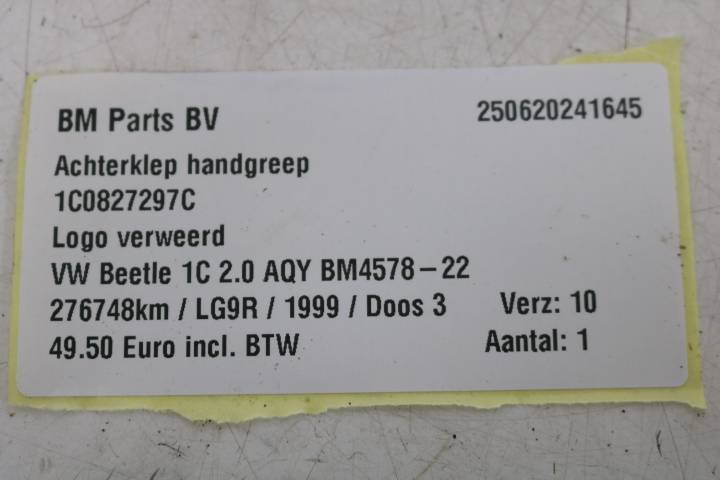 BM Parts BV 250620241645
Achterklep handgreep
1C0827297C
Logo verweerd
VW Beetle 1C 2.0 AQY BM4578-22
276748km / LG9R / 1999 / Doos 3 Verz: 10
49.50 Euro incl. BTW Aantal: 1